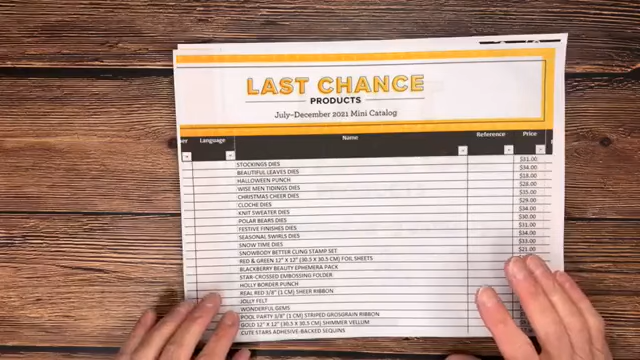 LAST CHANCE
PRODUCTS
July–December 2021 Mini Catalog
Language Name Reference Price
STOCKINGS DIES $31.00
BEAUTIFUL LEAVES DIES $34.00
HALLOWEEN PUNCH $18.00
WISE MEN TIDINGS DIES $28.00
CHRISTMAS CHEER DIES $35.00
CLOCHE DIES $29.00
KNIT SWEATER DIES $34.00
POLAR BEARS DIES $30.00
FESTIVE FINISHES DIES $31.00
SEASONAL SWIRLS DIES $34.00
SNOW TIME DIES $33.00
SNOWBODY BETTER CLING STAMP SET $21.00
RED & GREEN 12" X 12" (30.5 X 30.5 CM) FOIL SHEETS
BLACKBERRY BEAUTY EPHEMERA PACK
STAR-CROSSED EMBOSSING FOLDER
HOLLY BORDER PUNCH
REAL RED 3/8" (1 CM) SHEER RIBBON
JOLLY FELT
WONDERFUL GEMS
POOL PARTY 3/8" (1 CM) STRIPED GROSGRAIN RIBBON
GOLD 12" X 12" (30.5 X 30.5 CM) SHIMMER VELLUM
CUTE STARS ADHESIVE-BACKED SEQUINS